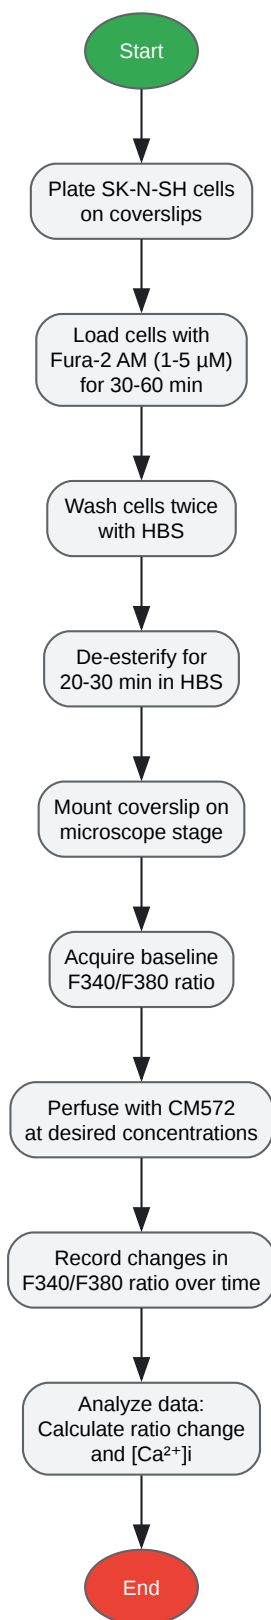 Start
Plate SK-N-SH cells
on coverslips
Load cells with
Fura-2 AM (1-5 µM)
for 30-60 min
Wash cells twice
with HBS
De-esterify for
20-30 min in HBS
Mount coverslip on
microscope stage
Acquire baseline
F340/F380 ratio
Perfuse with CM572
at desired concentrations
Record changes in
F340/F380 ratio over time
Analyze data:
Calculate ratio change
and [Ca²⁺]i
End